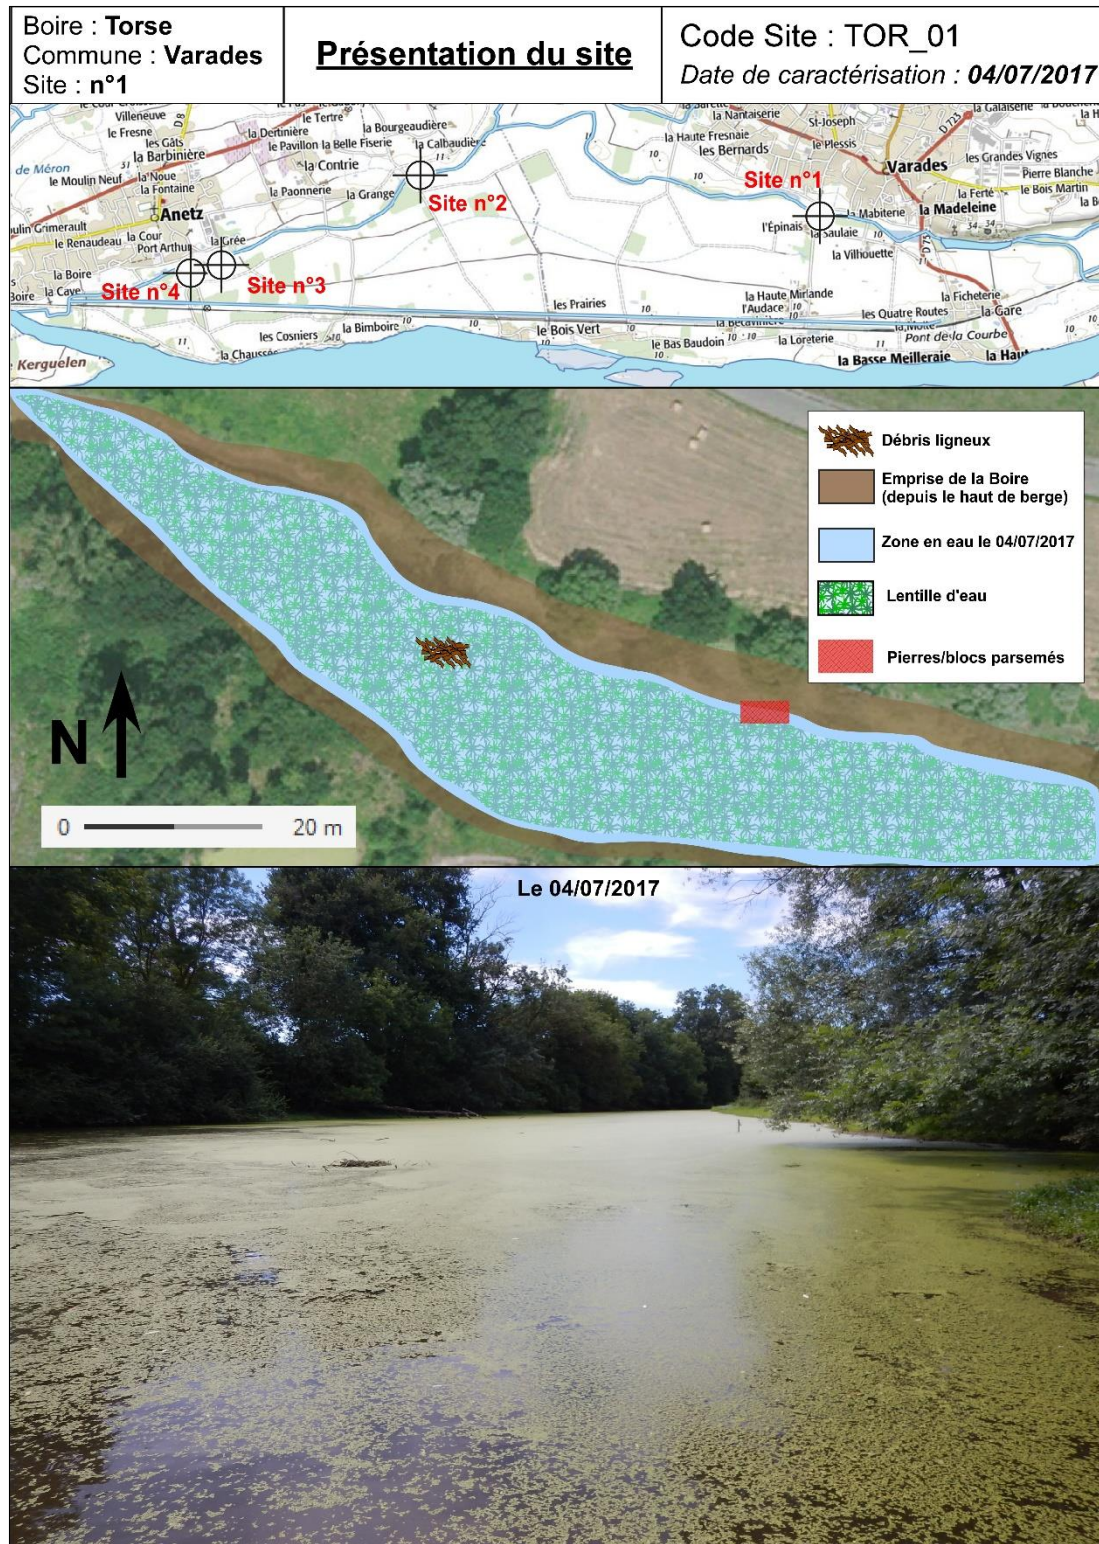 Boire : Torse
Commune : Varades
Site : n°1
Présentation du site
Code Site : TOR_01
Date de caractérisation : 04/07/2017
Villeneuve
le Fresne
les Gâts
la Barbinière
D 8
le Tertre
la Dertinière
la Bourgeaudière
le Pavillon
la Belle Fiserie
la Calbaudière
la Contrie
de Méron
31
le Moulin Neuf
la Noue
la Fontaine
la Paonnerie
la Grange
11
Site n°2
Anetz
le Renaudeau
la Cour
Port Arthur
la Grée
la Boire
la Cave
Boire
Site n°4
Site n°3
10
la Nantaiserie
St-Joseph
la Galaiserie
D 723
la Haute Fresnaie
le Plessis
les Bernards
Varades
les Grandes Vignes
Pierre Blanche
le Bois Martin
Site n°1
la Ferté
la Mabiterie
la Madeleine
l'Épinais
la Saulaie
34
la Vilhouette
les Prairies
la Haute Mirlande
l'Audace
la Ficheterie
les Quatre Routes
la Gare
les Cosniers
la Bimboire
le Bois Vert
le Bas Baudoin
la Loreterie
Pont de la Courbe
la Basse Meilleraie
Kerguelen
Débris ligneux
Emprise de la Boire
(depuis le haut de berge)
Zone en eau le 04/07/2017
Lentille d'eau
Pierres/blocs parsemés
N
0 20 m
Le 04/07/2017